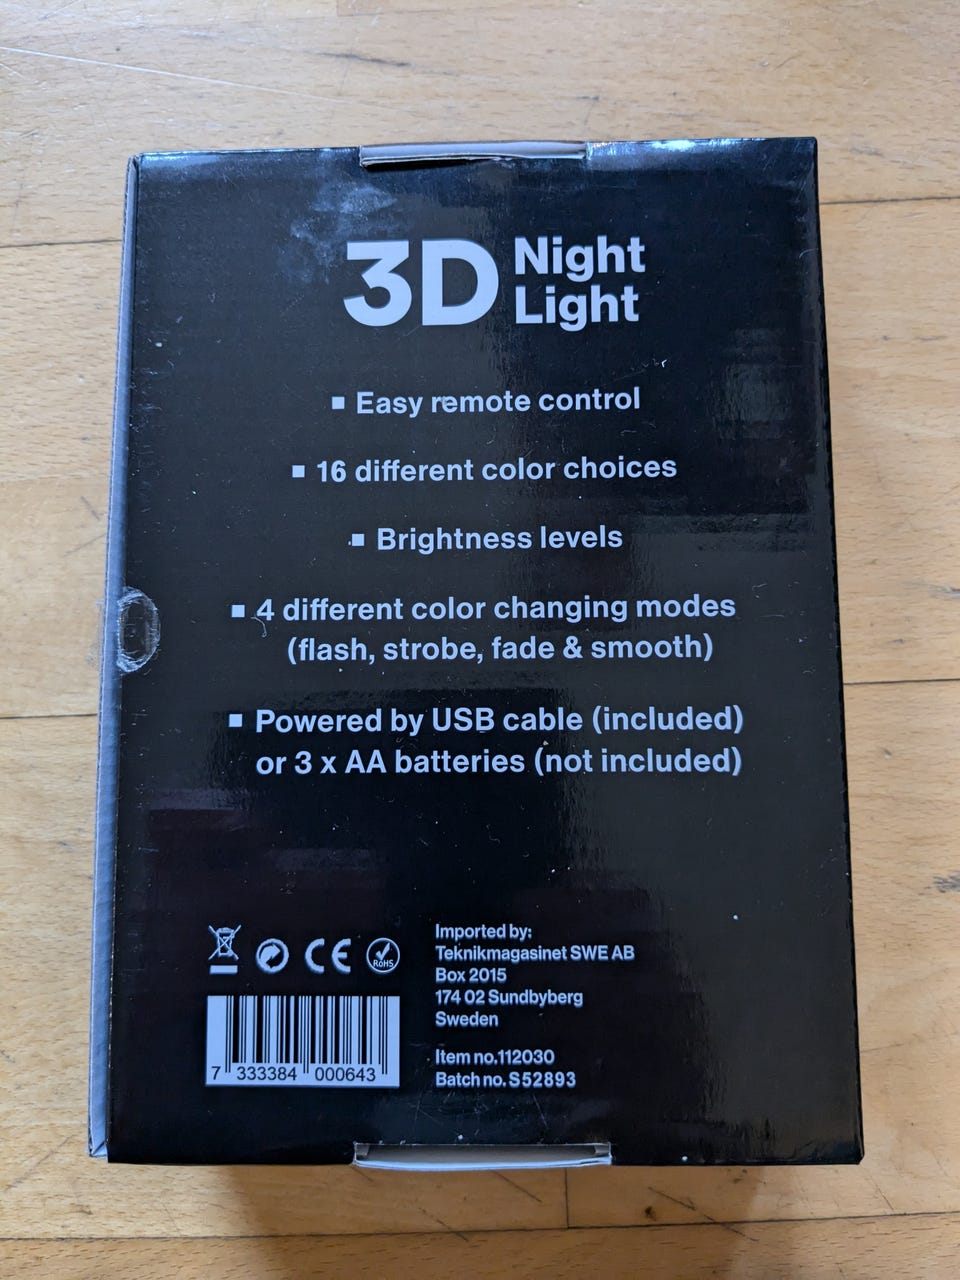 3D Night
Light
▪ Easy remote control
▪ 16 different color choices
▪ Brightness levels
▪ 4 different color changing modes
(flash, strobe, fade & smooth)
▪ Powered by USB cable (included)
or 3 x AA batteries (not included)
CE
RoHS
7 333384 000643
Imported by:
Teknikmagasinet SWE AB
Box 2015
174 02 Sundbyberg
Sweden
Item no.112030
Batch no. S52893